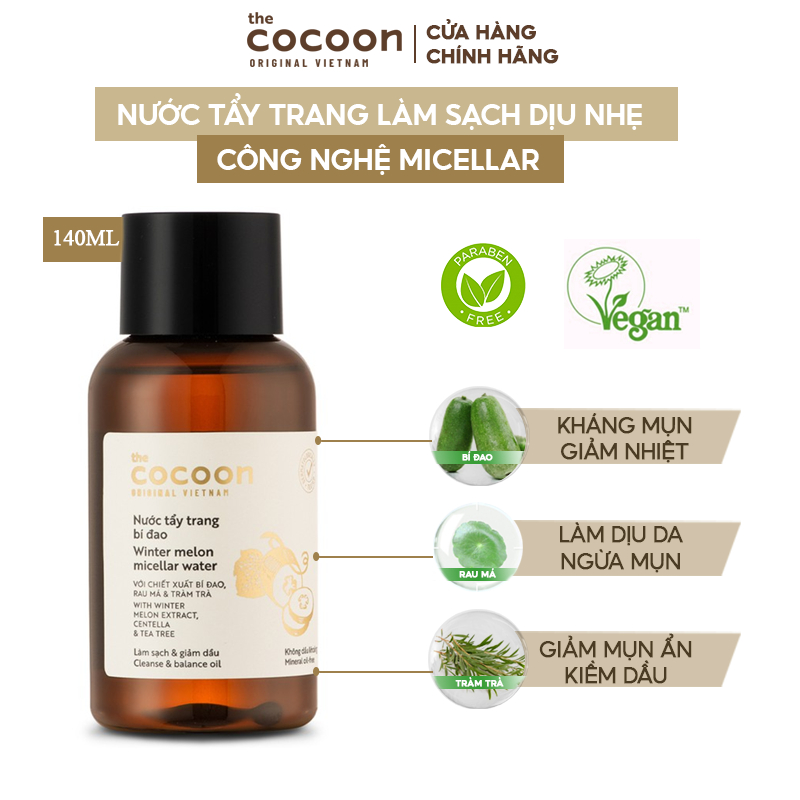 the
cocoon
ORIGINAL VIETNAM
CỬA HÀNG
CHÍNH HÃNG
NƯỚC TẨY TRANG LÀM SẠCH DỊU NHẸ
CÔNG NGHỆ MICELLAR
140ML
PARABEN
FREE
Vegan™
the
cocoon
ORIGINAL VIETNAM
Nước tẩy trang
bí đao
Winter melon
micellar water
VỚI CHIẾT XUẤT BÍ ĐAO,
RAU MÁ & TRÀM TRÀ
WITH WINTER
MELON EXTRACT,
CENTELLA
& TEA TREE
Làm sạch & giảm dầu
Cleanse & balance oil
Không dầu khoáng
Mineral oil-free
BÍ ĐAO
KHÁNG MỤN
GIẢM NHIỆT
RAU MÁ
LÀM DỊU DA
NGỪA MỤN
TRÀM TRÀ
GIẢM MỤN ẨN
KIỀM DẦU